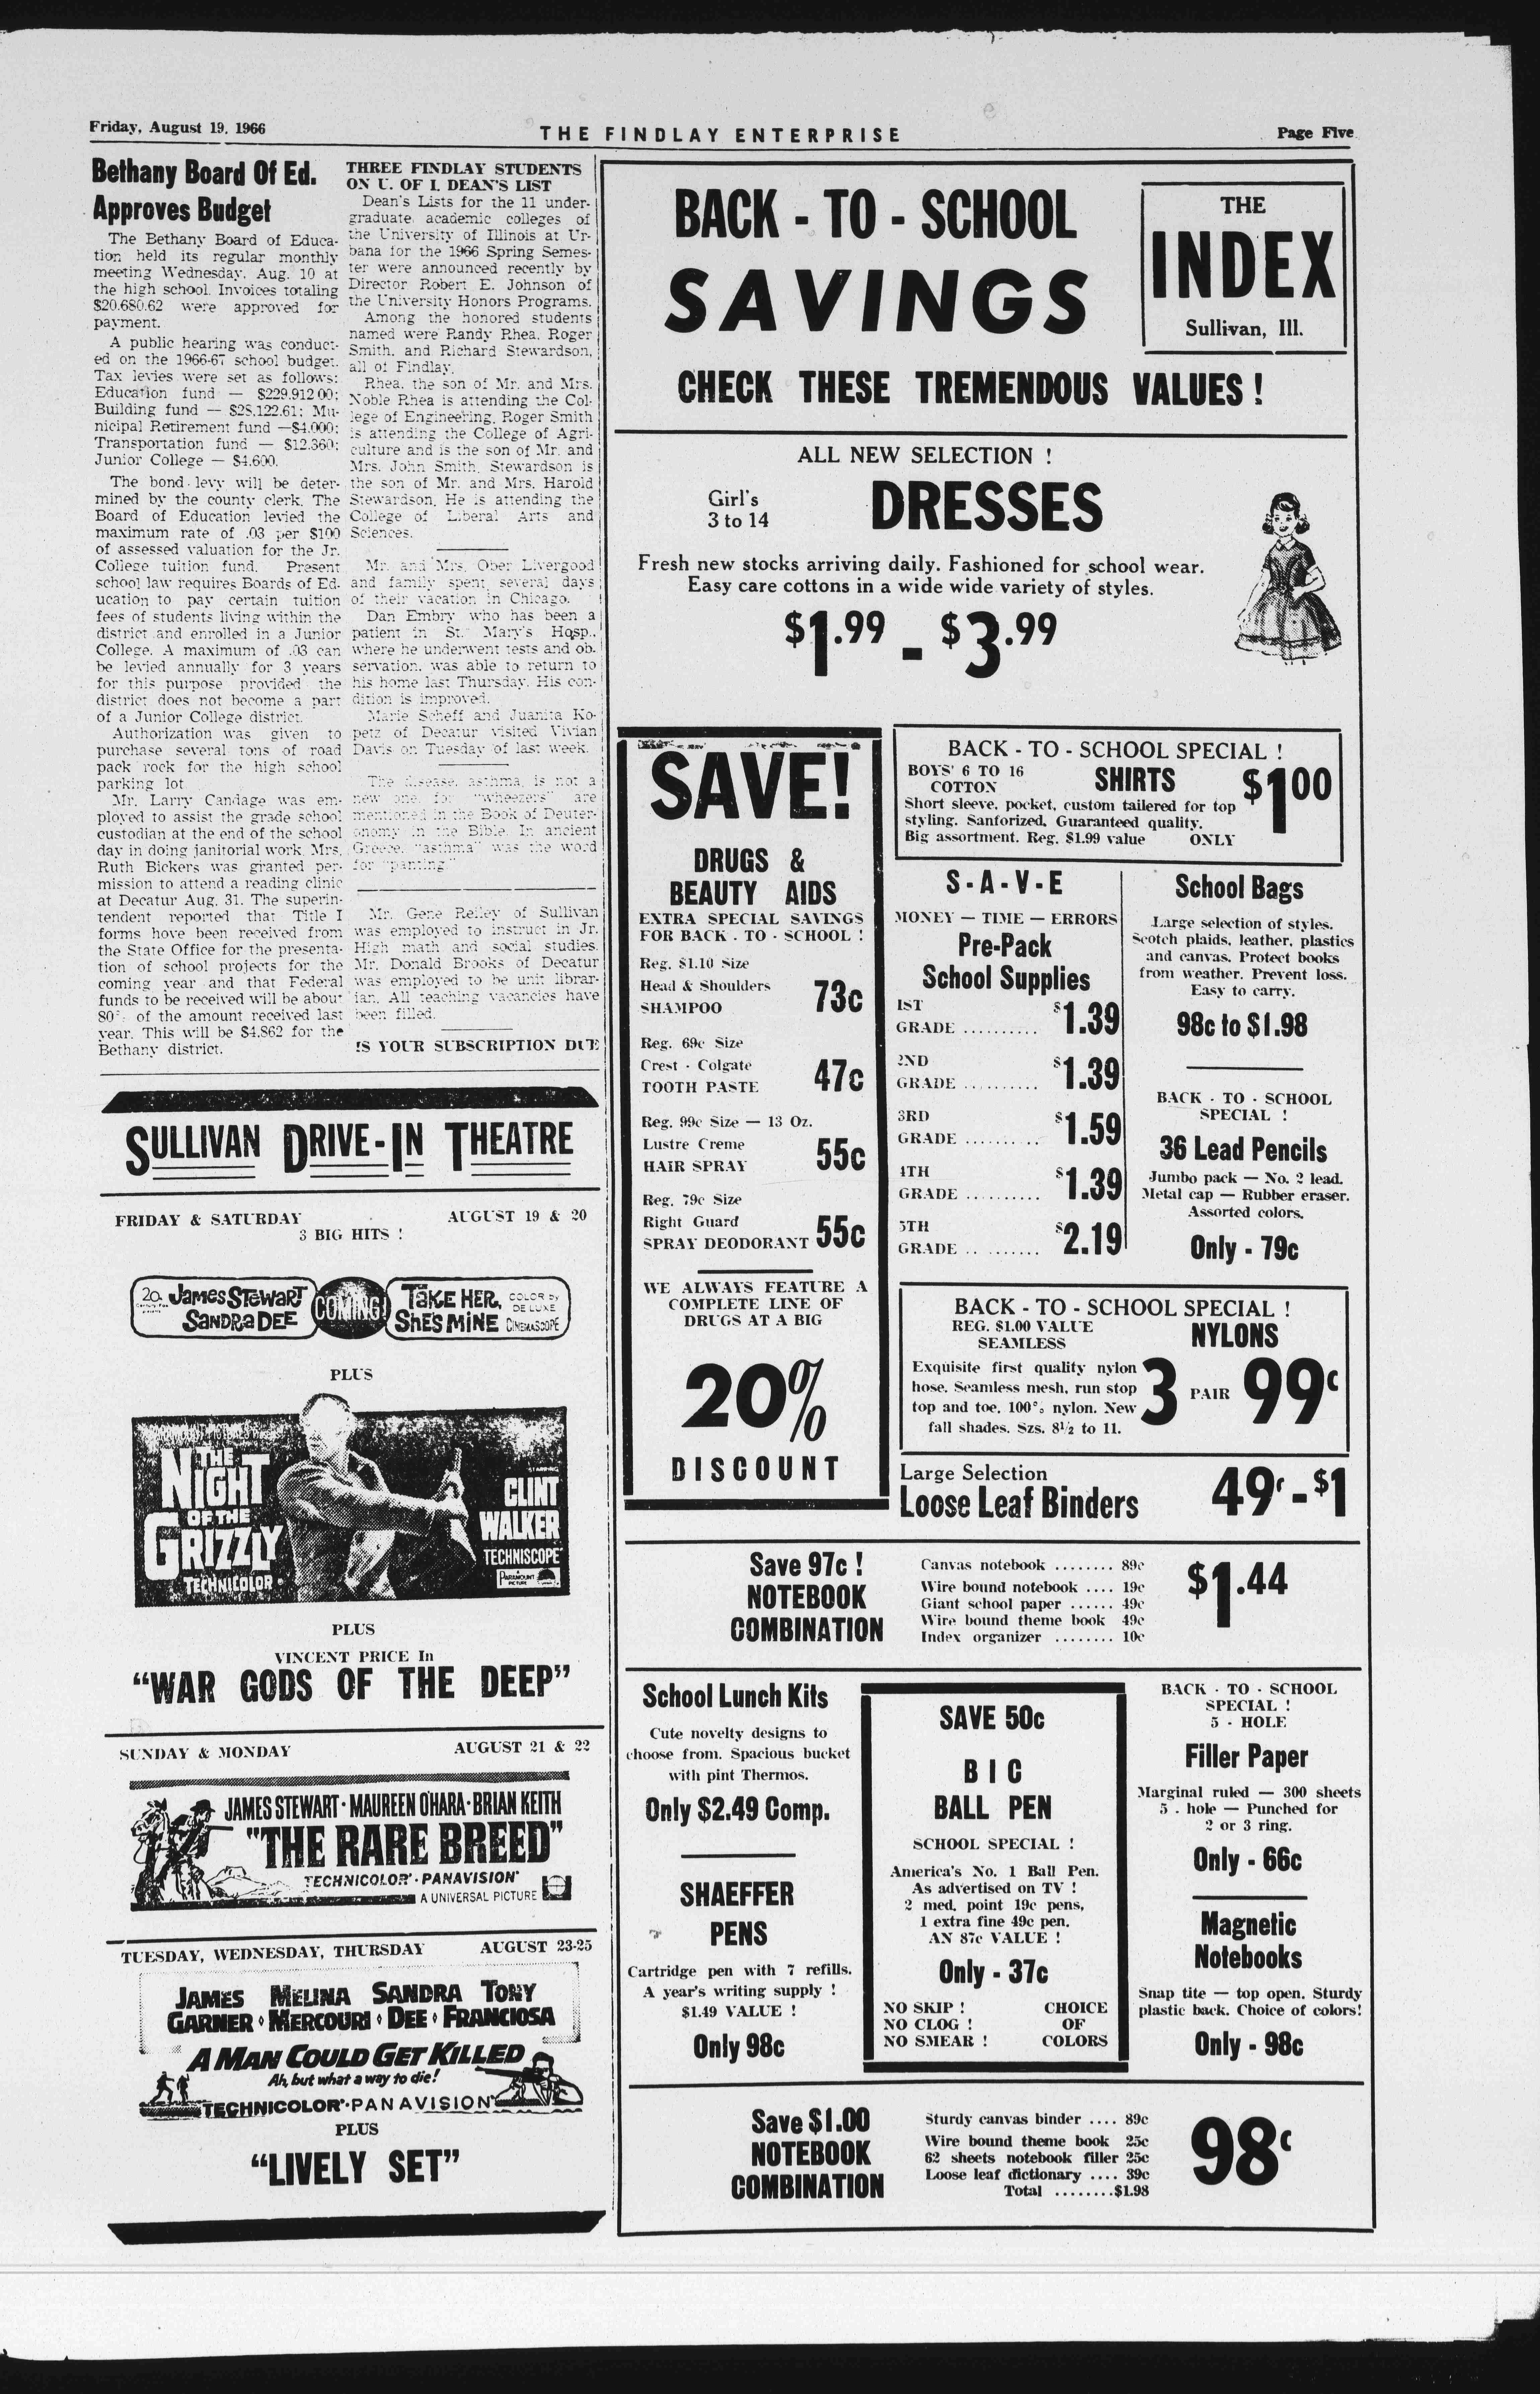 Friday, August 19, 1966
THE FINDLAY ENTERPRISE
Page Five
Bethany Board Of Ed.
Approves Budget
The Bethany Board of Educa-
tion held its regular monthly
meeting Wednesday, Aug. 10 at
the high school. Invoices totaling
$20,680.62 were approved for
payment.
A public hearing was conduct-
ed on the 1966-67 school budget.
Tax levies were set as follows:
Education fund — $229,912.00;
Building fund — $28,122.61; Mu-
nicipal Retirement fund —$4,000;
Transportation fund — $12,360;
Junior College — $4,600.
The bond levy will be deter-
mined by the county clerk. The
Board of Education levied the
maximum rate of .03 per $100
of assessed valuation for the Jr.
College tuition fund. Present
school law requires Boards of Ed-
ucation to pay certain tuition
fees of students living within the
district and enrolled in a Junior
College. A maximum of .03 can
be levied annually for 3 years
for this purpose provided the
district does not become a part
of a Junior College district.
Authorization was given to
purchase several tons of road
pack rock for the high school
parking lot
Mr. Larry Candage was em-
ployed to assist the grade school
custodian at the end of the school
day in doing janitorial work. Mrs.
Ruth Bickers was granted per-
mission to attend a reading clinic
at Decatur Aug. 31. The superin-
tendent reported that Title I
forms hove been received from
the State Office for the presenta-
tion of school projects for the
coming year and that Federal
funds to be received will be about
80% of the amount received last
year. This will be $4,862 for the
Bethany district.
THREE FINDLAY STUDENTS
ON U. OF I. DEAN'S LIST
Dean's Lists for the 11 under-
graduate academic colleges of
the University of Illinois at Ur-
bana for the 1966 Spring Semes-
ter were announced recently by
Director Robert E. Johnson of
the University Honors Programs.
Among the honored students
named were Randy Rhea, Roger
Smith, and Richard Stewardson,
all of Findlay.
Rhea, the son of Mr. and Mrs.
Noble Rhea is attending the Col-
lege of Engineering, Roger Smith
is attending the College of Agri-
culture and is the son of Mr. and
Mrs. John Smith. Stewardson is
the son of Mr. and Mrs. Harold
Stewardson. He is attending the
College of Liberal Arts and
Sciences.
Mr. and Mrs. Ober Livergood
and family spent several days
of their vacation in Chicago.
Dan Embry who has been a
patient in St. Mary's Hosp.,
where he underwent tests and ob-
servation, was able to return to
his home last Thursday. His con-
dition is improved.
Marie Scheff and Juanita Ko-
petz of Decatur visited Vivian
Davis on Tuesday of last week.
The disease, asthma, is not a
new one, for "wheezers" are
mentioned in the Book of Deuter-
onomy in the Bible. In ancient
Greece, "asthma" was the word
for "panting."
Mr. Gene Reiley of Sullivan
was employed to instruct in Jr.
High math and social studies.
Mr. Donald Brooks of Decatur
was employed to be unit librar-
ian. All teaching vacancies have
been filled.
IS YOUR SUBSCRIPTION DUE
SULLIVAN DRIVE-IN THEATRE
FRIDAY & SATURDAY AUGUST 19 & 20
3 BIG HITS !
20th Century-Fox
JAMES STEWART
SANDRA DEE
COMING!
TAKE HER,
SHE'S MINE
COLOR by
DE LUXE
CINEMASCOPE
PLUS
THE
NIGHT
OF THE
GRIZZLY
TECHNICOLOR
STARRING
CLINT
WALKER
TECHNISCOPE
A PARAMOUNT
PICTURE
PLUS
VINCENT PRICE In
"WAR GODS OF THE DEEP"
SUNDAY & MONDAY AUGUST 21 & 22
JAMES STEWART · MAUREEN O'HARA · BRIAN KEITH
"THE RARE BREED"
TECHNICOLOR · PANAVISION
A UNIVERSAL PICTURE
TUESDAY, WEDNESDAY, THURSDAY AUGUST 23-25
JAMES MELINA SANDRA TONY
GARNER · MERCOURI · DEE · FRANCIOSA
A MAN COULD GET KILLED
Ah, but what a way to die!
TECHNICOLOR · PANAVISION
PLUS
"LIVELY SET"
BACK - TO - SCHOOL
SAVINGS
THE
INDEX
Sullivan, Ill.
CHECK THESE TREMENDOUS VALUES !
ALL NEW SELECTION !
Girl's
3 to 14
DRESSES
Fresh new stocks arriving daily. Fashioned for school wear.
Easy care cottons in a wide wide variety of styles.
$1.99 - $3.99
SAVE!
DRUGS &
BEAUTY AIDS
EXTRA SPECIAL SAVINGS
FOR BACK - TO - SCHOOL !
Reg. $1.10 Size
Head & Shoulders
SHAMPOO 73c
Reg. 69c Size
Crest - Colgate
TOOTH PASTE 47c
Reg. 99c Size — 13 Oz.
Lustre Creme
HAIR SPRAY 55c
Reg. 79c Size
Right Guard
SPRAY DEODORANT 55c
WE ALWAYS FEATURE A
COMPLETE LINE OF
DRUGS AT A BIG
20%
DISCOUNT
BACK - TO - SCHOOL SPECIAL !
BOYS' 6 TO 16
COTTON
SHIRTS $1.00
Short sleeve, pocket, custom tailered for top
styling. Sanforized. Guaranteed quality.
Big assortment. Reg. $1.99 value ONLY
S - A - V - E
MONEY — TIME — ERRORS
Pre-Pack
School Supplies
1ST
GRADE .......... $1.39
2ND
GRADE .......... $1.39
3RD
GRADE .......... $1.59
4TH
GRADE .......... $1.39
5TH
GRADE .......... $2.19
School Bags
Large selection of styles.
Scotch plaids, leather, plastics
and canvas. Protect books
from weather. Prevent loss.
Easy to carry.
98c to $1.98
BACK - TO - SCHOOL
SPECIAL !
36 Lead Pencils
Jumbo pack — No. 2 lead.
Metal cap — Rubber eraser.
Assorted colors.
Only - 79c
BACK - TO - SCHOOL SPECIAL !
REG. $1.00 VALUE
SEAMLESS
NYLONS
Exquisite first quality nylon
hose. Seamless mesh, run stop
top and toe. 100% nylon. New
fall shades. Szs. 8½ to 11.
3 PAIR 99c
Large Selection
Loose Leaf Binders 49c - $1
Save 97c !
NOTEBOOK
COMBINATION
Canvas notebook ........ 89c
Wire bound notebook .... 19c
Giant school paper ...... 49c
Wire bound theme book 49c
Index organizer ........ 10c
$1.44
School Lunch Kits
Cute novelty designs to
choose from. Spacious bucket
with pint Thermos.
Only $2.49 Comp.
SHAEFFER
PENS
Cartridge pen with 7 refills.
A year's writing supply !
$1.49 VALUE !
Only 98c
SAVE 50c
BIC
BALL PEN
SCHOOL SPECIAL !
America's No. 1 Ball Pen.
As advertised on TV !
2 med. point 19c pens,
1 extra fine 49c pen.
AN 87c VALUE !
Only - 37c
NO SKIP !
NO CLOG !
NO SMEAR !
CHOICE
OF
COLORS
BACK - TO - SCHOOL
SPECIAL !
5 - HOLE
Filler Paper
Marginal ruled — 300 sheets
5 - hole — Punched for
2 or 3 ring.
Only - 66c
Magnetic
Notebooks
Snap tite — top open. Sturdy
plastic back. Choice of colors!
Only - 98c
Save $1.00
NOTEBOOK
COMBINATION
Sturdy canvas binder .... 89c
Wire bound theme book 25c
62 sheets notebook filler 25c
Loose leaf dictionary .... 39c
Total ........$1.98
98c